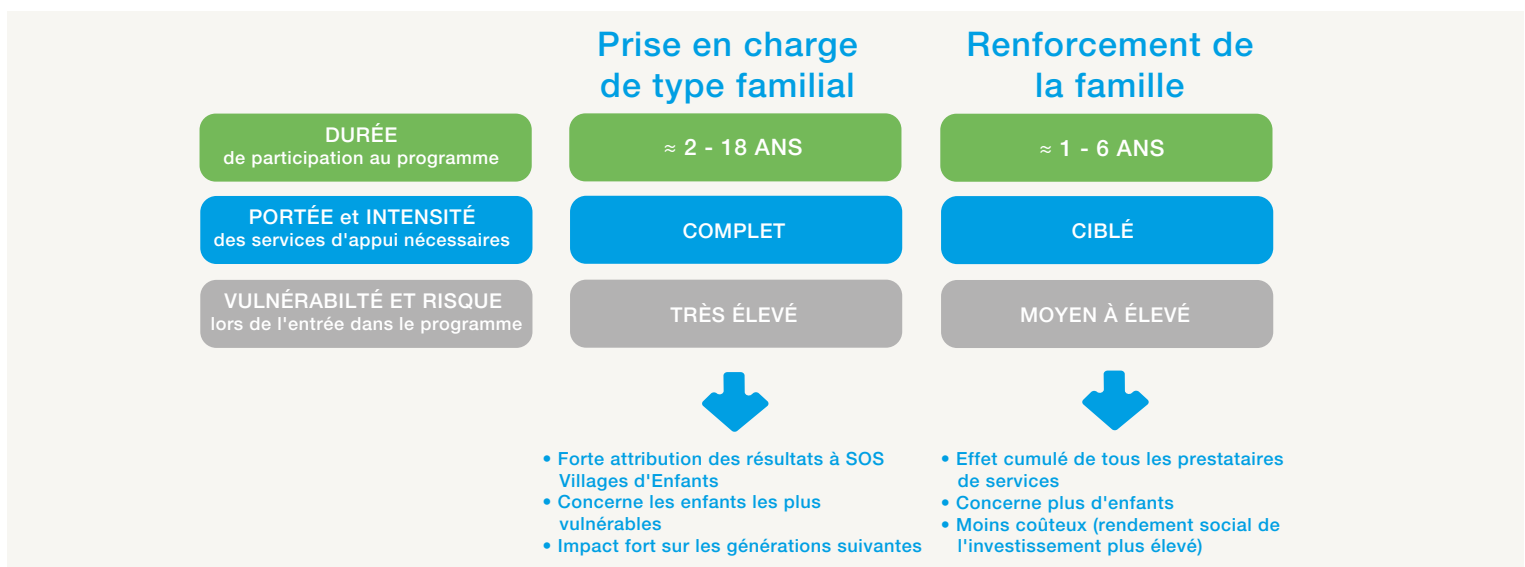 Prise en charge
de type familial
Renforcement de
la famille
DURÉE
de participation au programme
≈ 2 - 18 ANS
≈ 1 - 6 ANS
PORTÉE et INTENSITÉ
des services d'appui nécessaires
COMPLET
CIBLÉ
VULNÉRABILTÉ ET RISQUE
lors de l'entrée dans le programme
TRÈS ÉLEVÉ
MOYEN À ÉLEVÉ
• Forte attribution des résultats à SOS
Villages d'Enfants
• Concerne les enfants les plus
vulnérables
• Impact fort sur les générations suivantes
• Effet cumulé de tous les prestataires
de services
• Concerne plus d'enfants
• Moins coûteux (rendement social de
l'investissement plus élevé)